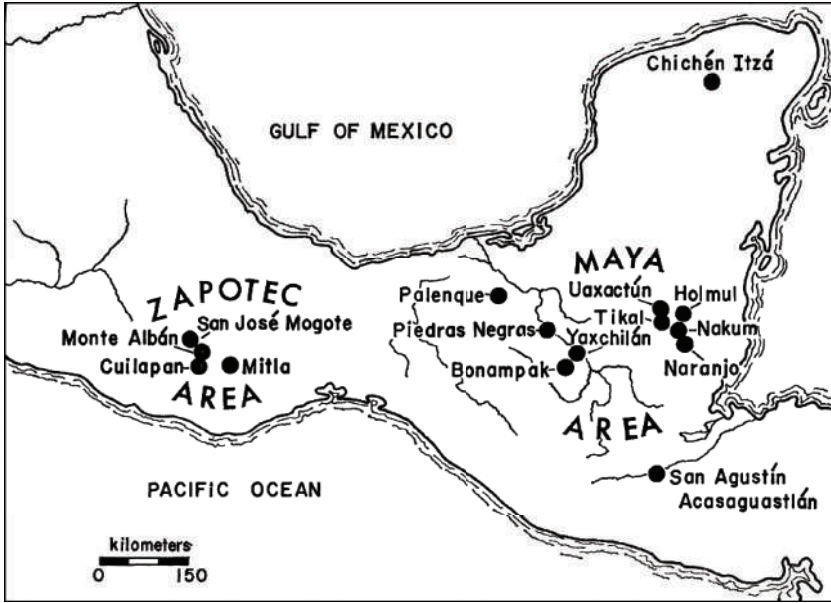 Chichén Itzá
GULF OF MEXICO
MAYA
ZAPOTEC
Palenque
Uaxactún
Holmul
San José Mogote
Tikal
Monte Albán
Piedras Negras
Yaxchilán
Nakum
Cuilapan
Mitla
Bonampak
Naranjo
AREA
AREA
San Agustín
Acasaguastlán
PACIFIC OCEAN
kilometers
0 150